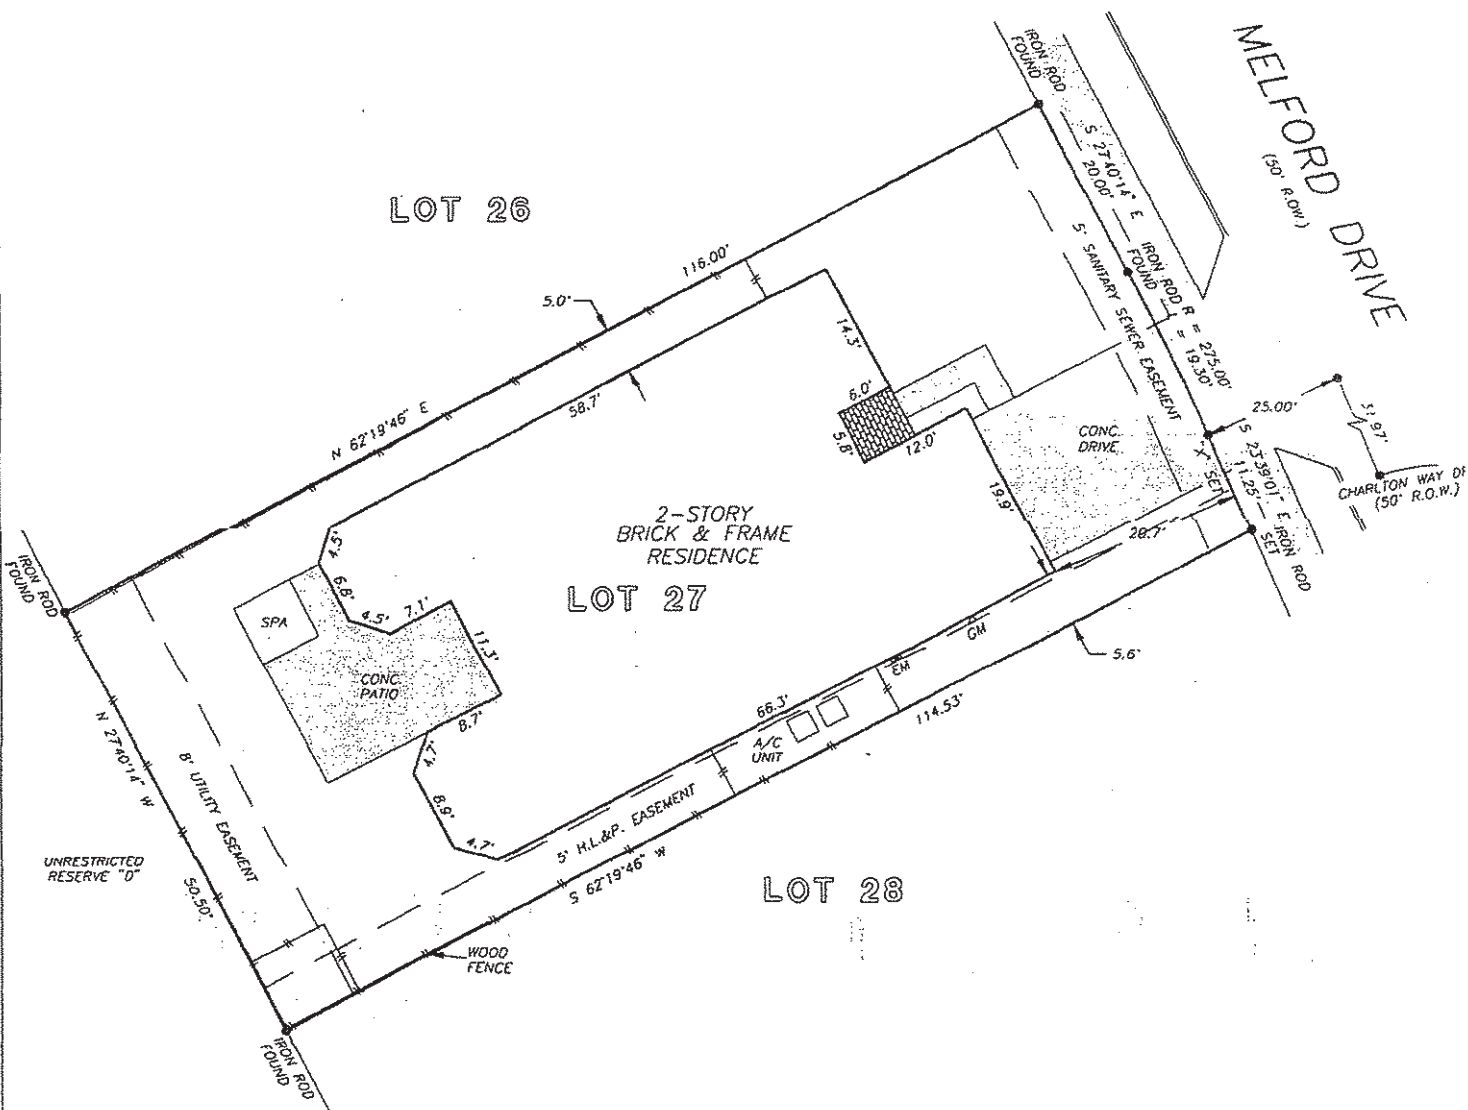 MELFORD DRIVE
(50' R.O.W.)
IRON ROD
FOUND
S 27°40'14" E
20.00'
IRON ROD
FOUND
R = 275.00'
= 19.30'
5' SANITARY SEWER EASEMENT
LOT 26
116.00'
5.0'
N 62°19'46" E
58.7'
14.3'
6.0'
5.8'
12.0'
19.9'
CONC.
DRIVE
25.00'
51.97'
"X" SET
S 23°39'01" E
11.25'
CHARLTON WAY DR
(50' R.O.W.)
IRON ROD
SET
20.7'
2-STORY
BRICK & FRAME
RESIDENCE
LOT 27
IRON ROD
FOUND
4.5'
6.8'
4.5'
7.1'
11.3'
SPA
CONC.
PATIO
8.7'
4.7'
8.9'
4.7'
66.3'
GM
EM
5.6'
A/C
UNIT
114.53'
5' H.L.&P. EASEMENT
S 62°19'46" W
N 27°40'14" W
50.50'
8' UTILITY EASEMENT
UNRESTRICTED
RESERVE "D"
LOT 28
WOOD
FENCE
IRON ROD
FOUND